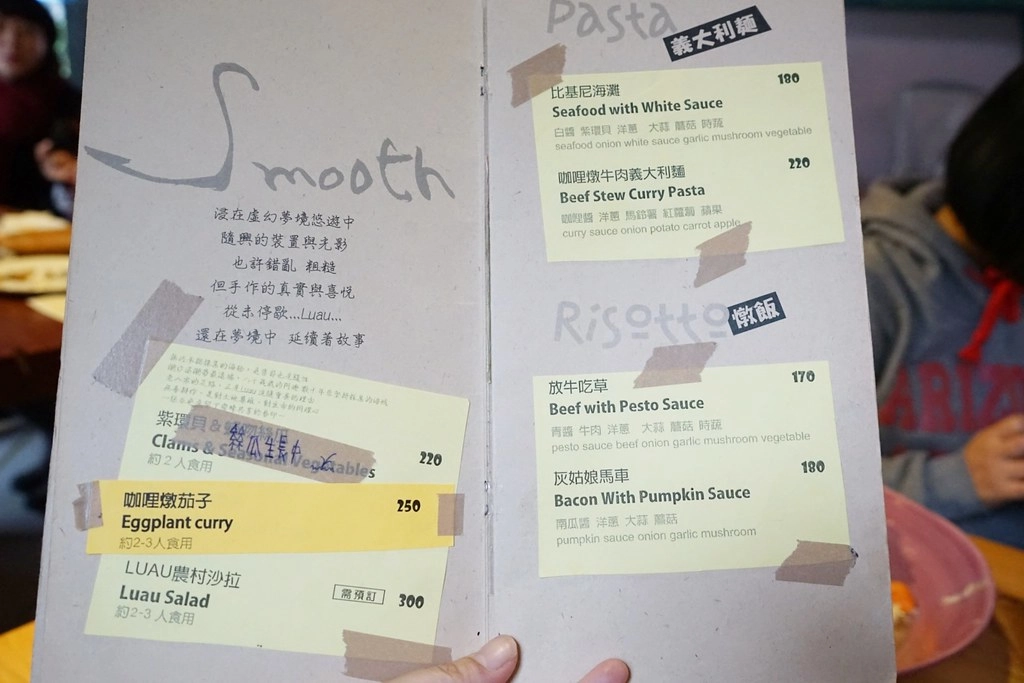 Smooth
浸在虛幻夢境悠遊中
隨興的裝置與光影
也許錯亂 粗糙
但手作的真實與喜悅
從未停歇...Luau...
還在夢境中 延續著故事
紫環貝&
絲瓜生長中
Clams & Seasonal Vegetables 220
約2人食用
咖哩燉茄子 250
Eggplant curry
約2-3人食用
LUAU農村沙拉
Luau Salad 需預訂 300
約2-3人食用
Pasta 義大利麵
比基尼海灘 180
Seafood with White Sauce
白醬 紫環貝 洋蔥 大蒜 蘑菇 時蔬
seafood onion white sauce garlic mushroom vegetable
咖哩燉牛肉義大利麵 220
Beef Stew Curry Pasta
咖哩醬 洋蔥 馬鈴薯 紅蘿蔔 蘋果
curry sauce onion potato carrot apple
Risotto 燉飯
放牛吃草 170
Beef with Pesto Sauce
青醬 牛肉 洋蔥 大蒜 蘑菇 時蔬
pesto sauce beef onion garlic mushroom vegetable
灰姑娘馬車 180
Bacon With Pumpkin Sauce
南瓜醬 洋蔥 大蒜 蘑菇
pumpkin sauce onion garlic mushroom